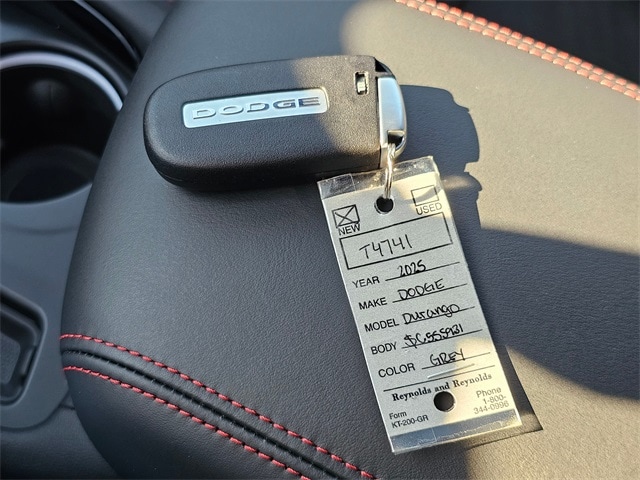 DODGE
NEW
USED
T4741
YEAR 2025
MAKE DODGE
MODEL Durango
BODY
COLOR GREY
Reynolds and Reynolds
Form
KT-200-GR
Phone
1-800-
344-0996